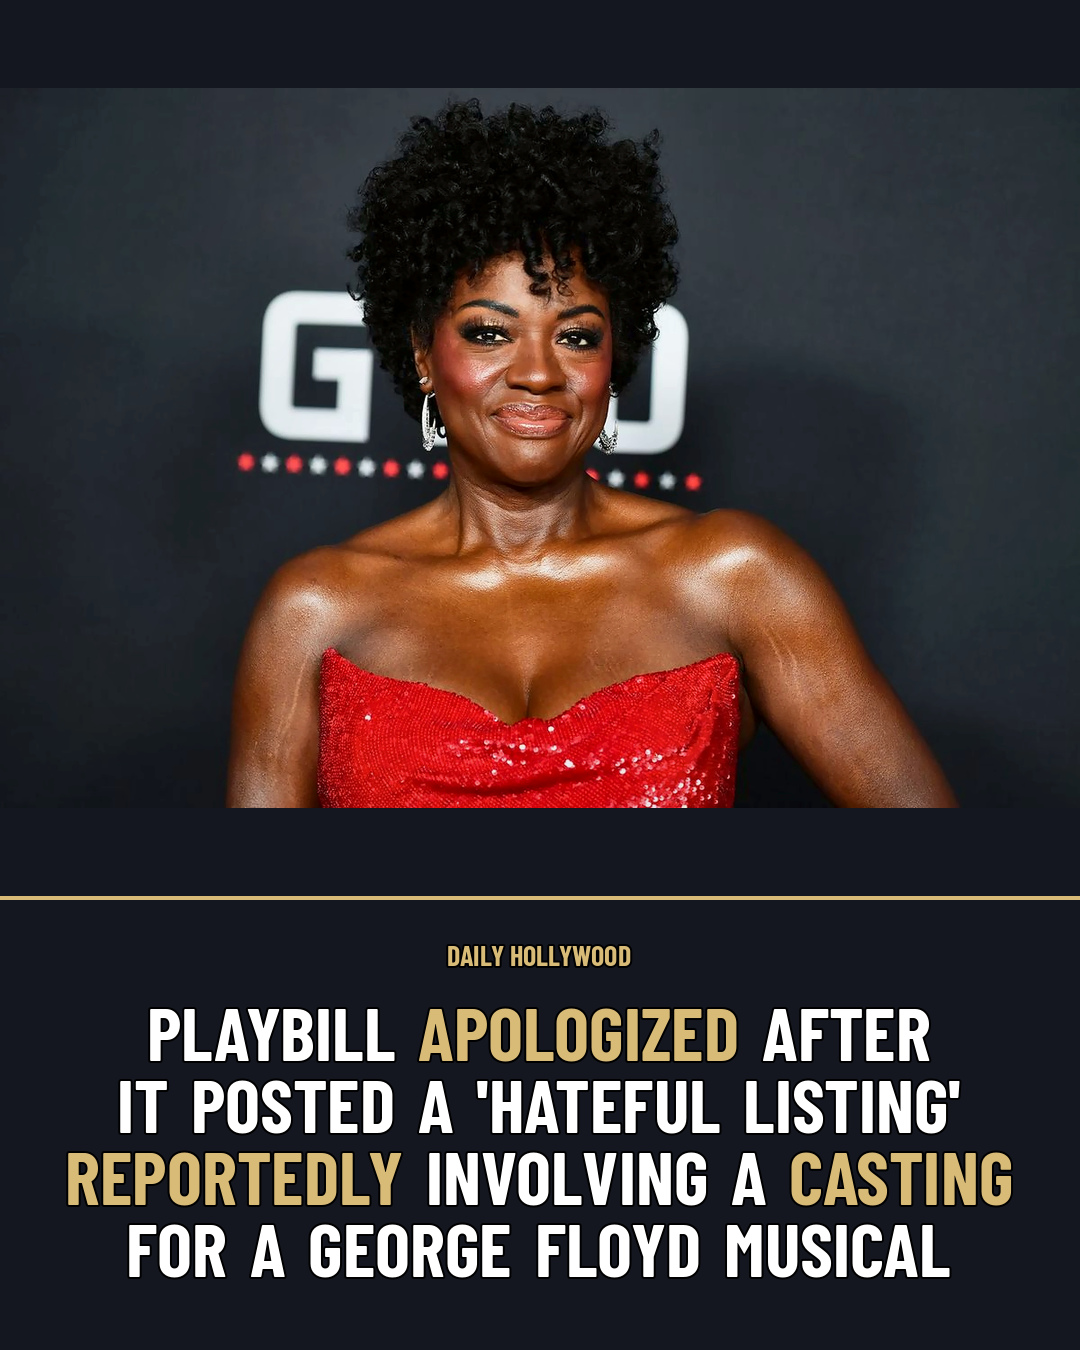 G
DAILY HOLLYWOOD
PLAYBILL APOLOGIZED AFTER
IT POSTED A 'HATEFUL LISTING'
REPORTEDLY INVOLVING A CASTING
FOR A GEORGE FLOYD MUSICAL